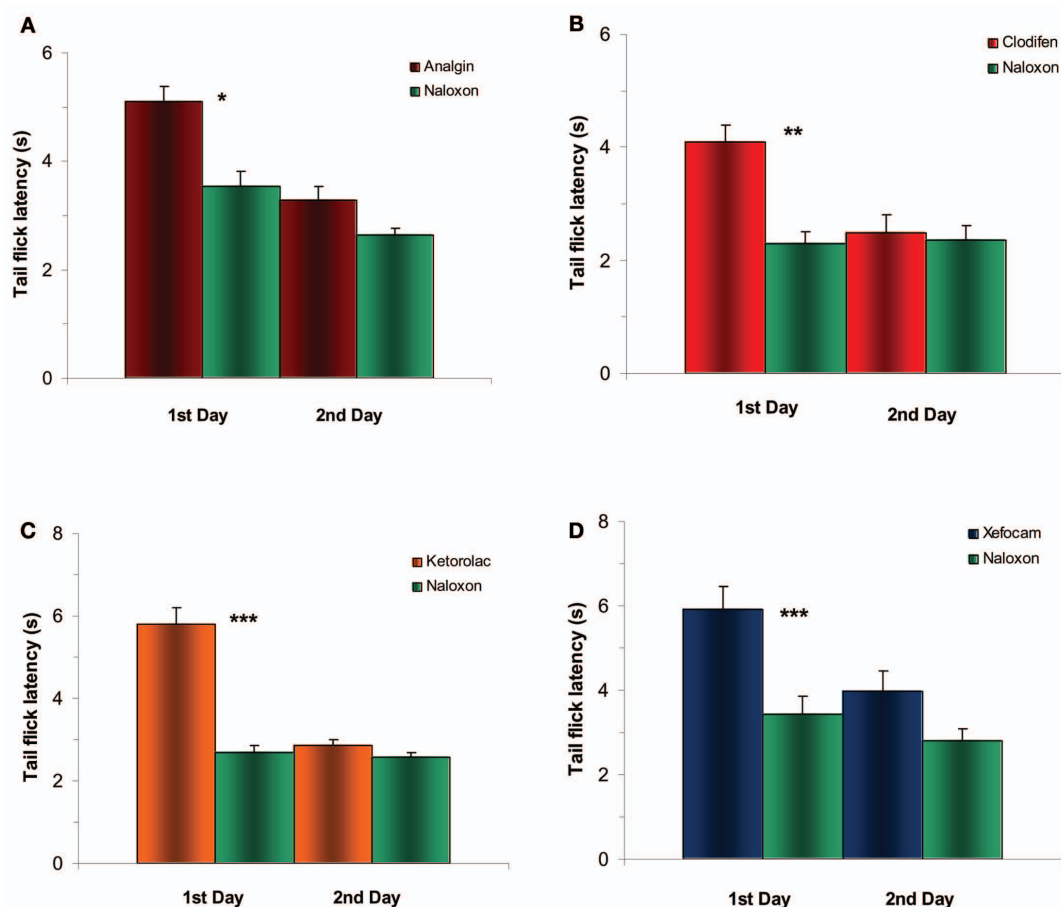 A
Analgin
Naloxon
Tail flick latency (s)
6
4
2
0
*
1st Day 2nd Day
B
Clodifen
Naloxon
Tail flick latency (s)
6
4
2
0
**
1st Day 2nd Day
C
Ketorolac
Naloxon
Tail flick latency (s)
8
6
4
2
0
***
1st Day 2nd Day
D
Xefocam
Naloxon
Tail flick latency (s)
8
6
4
2
0
***
1st Day 2nd Day